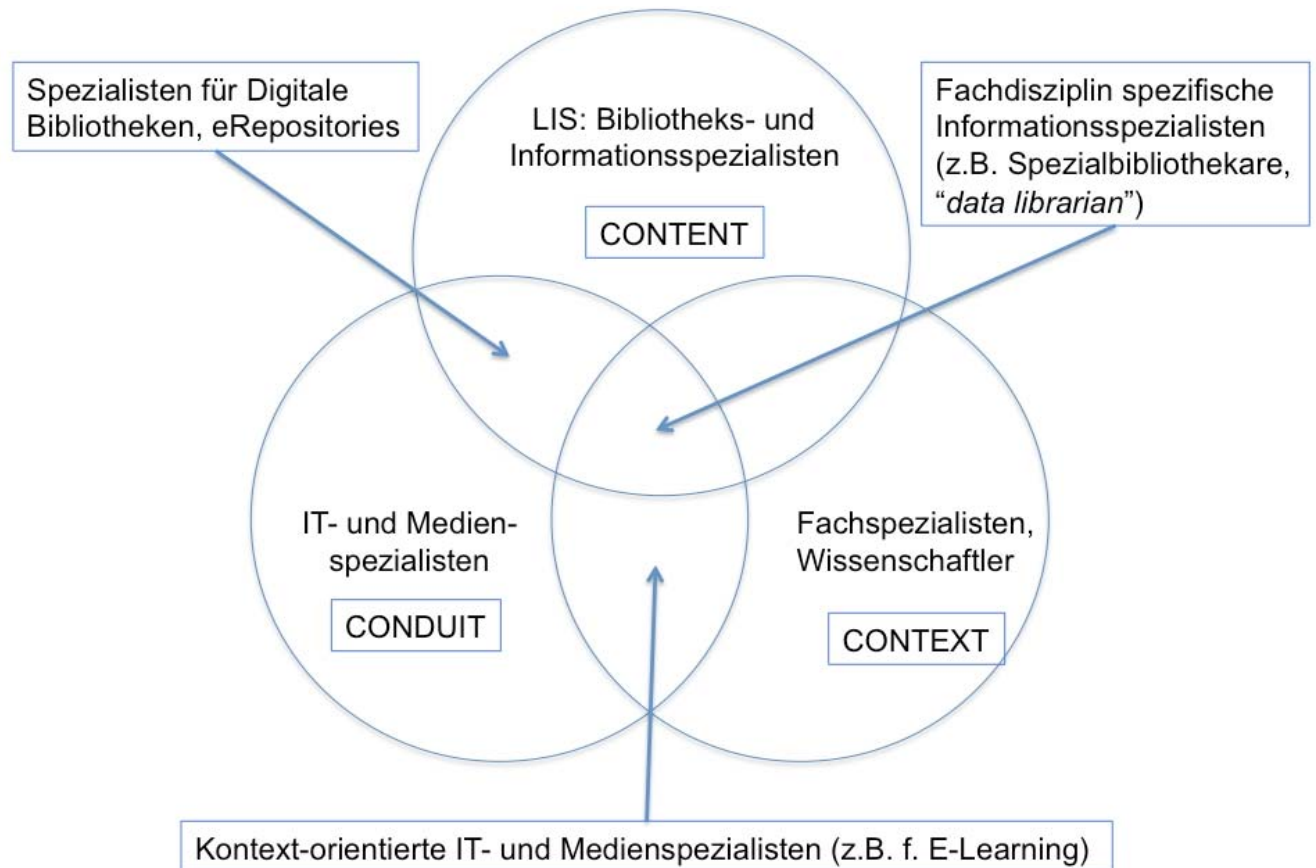 Spezialisten für Digitale
Bibliotheken, eRepositories
LIS: Bibliotheks- und
Informationsspezialisten
CONTENT
Fachdisziplin spezifische
Informationsspezialisten
(z.B. Spezialbibliothekare,
“data librarian”)
IT- und Medien-
spezialisten
CONDUIT
Fachspezialisten,
Wissenschaftler
CONTEXT
Kontext-orientierte IT- und Medienspezialisten (z.B. f. E-Learning)